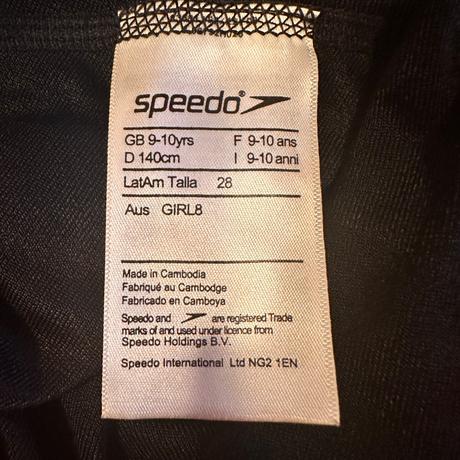 speedo®
GB 9-10yrs F 9-10 ans
D 140cm I 9-10 anni
LatAm Talla 28
Aus GIRL8
Made in Cambodia
Fabriqué au Cambodge
Fabricado en Camboya
Speedo and are registered Trade
marks of and used under licence from
Speedo Holdings B.V.
Speedo International Ltd NG2 1EN